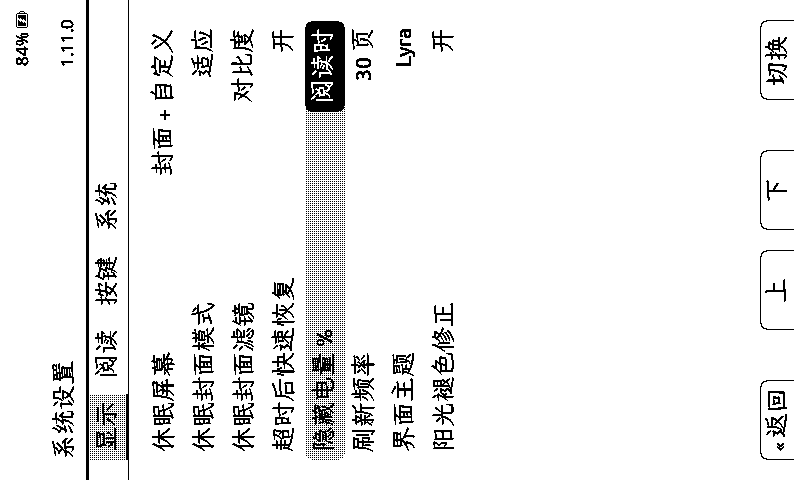 84%
系统设置 1.11.0
显示 阅读 按键 系统
休眠屏幕 封面 + 自定义
休眠封面模式 适应
休眠封面滤镜 对比度
超时后快速恢复 开
隐藏电量 % 阅读时
刷新频率 30 页
界面主题 Lyra
阳光褪色修正 开
« 返回 上 下 切换